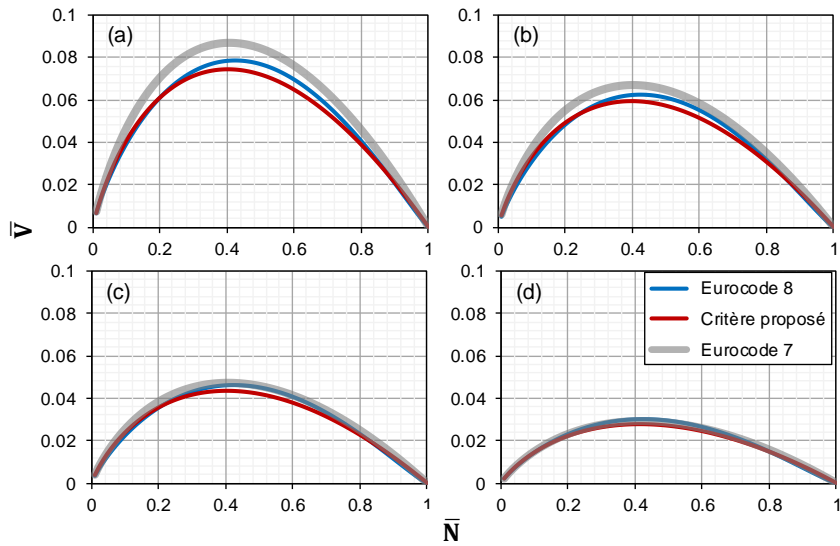 0.1 (a) 0.1 (b)
0.08 0.08
0.06 0.06
0.04 0.04
0.02 0.02
0 0
0 0.2 0.4 0.6 0.8 1 0 0.2 0.4 0.6 0.8 1
V̅
0.1 (c) 0.1 (d)
0.08 Eurocode 8 0.08
0.06 Critère proposé 0.06
0.04 Eurocode 7 0.04
0.02 0.02
0 0
0 0.2 0.4 0.6 0.8 1 0 0.2 0.4 0.6 0.8 1
N̅